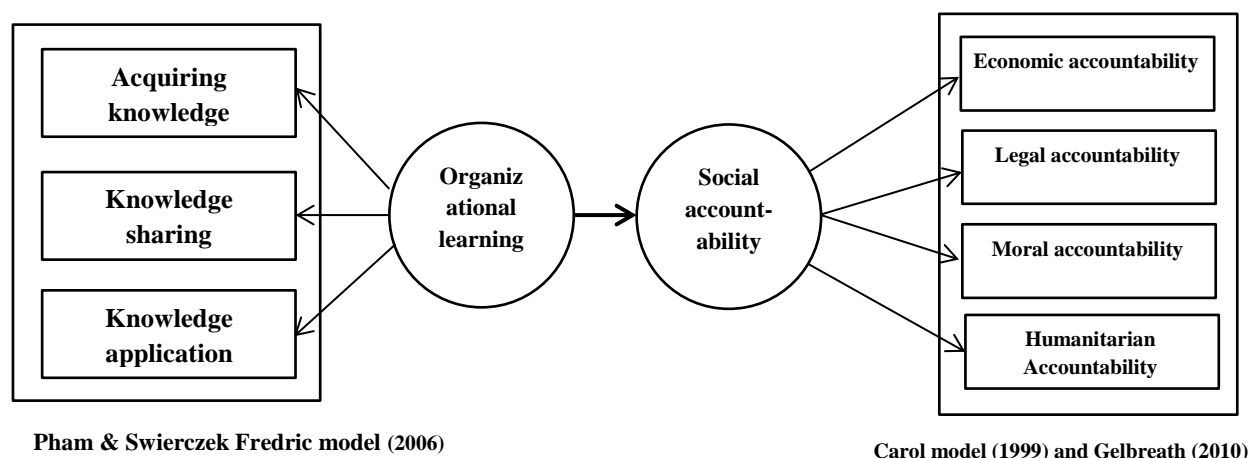 Acquiring
knowledge
Knowledge
sharing
Knowledge
application
Organiz
ational
learning
Social
account-
ability
Economic accountability
Legal accountability
Moral accountability
Humanitarian
Accountability
Pham & Swierczek Fredric model (2006)
Carol model (1999) and Gelbreath (2010)